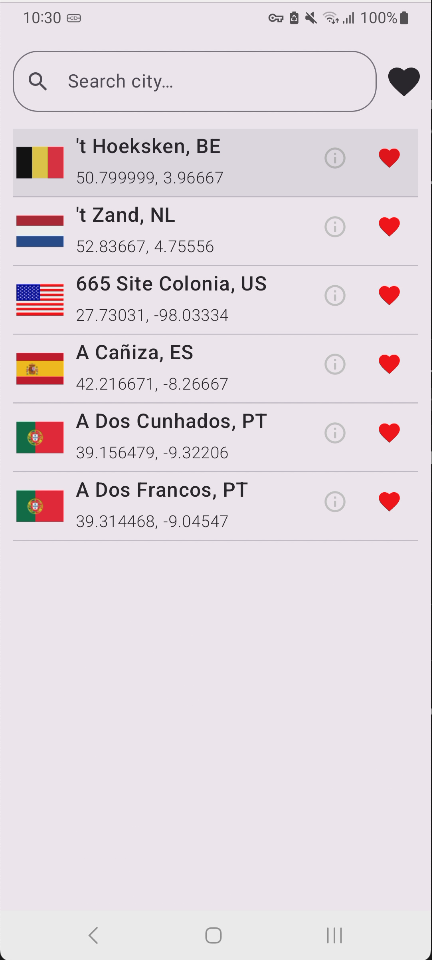 10:30 100%
Search city...
't Hoeksken, BE
50.799999, 3.96667
't Zand, NL
52.83667, 4.75556
665 Site Colonia, US
27.73031, -98.03334
A Cañiza, ES
42.216671, -8.26667
A Dos Cunhados, PT
39.156479, -9.32206
A Dos Francos, PT
39.314468, -9.04547